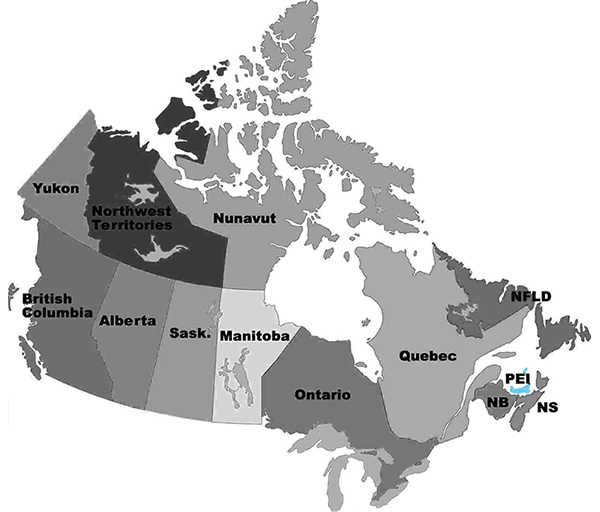 Yukon
Northwest
Territories
Nunavut
British
Columbia
Alberta
Sask.
Manitoba
Ontario
Quebec
NFLD
PEI
NB
NS